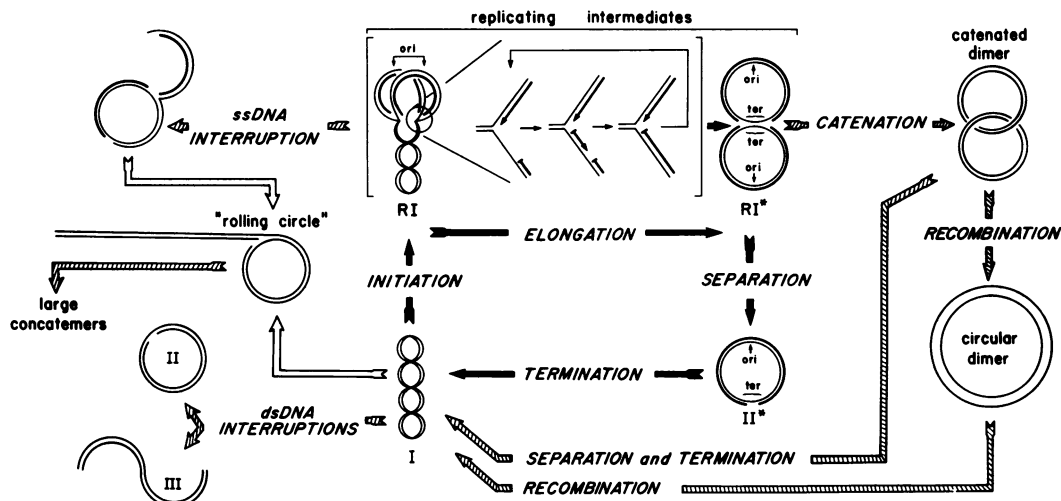 replicating intermediates
ori
catenated
dimer
ssDNA
INTERRUPTION
ori
ter
ter
ori
CATENATION
RI
RI*
"rolling circle"
ELONGATION
RECOMBINATION
INITIATION
SEPARATION
large
concatemers
circular
dimer
II
ori
ter
TERMINATION
II*
dsDNA
INTERRUPTIONS
I
SEPARATION and TERMINATION
III
RECOMBINATION